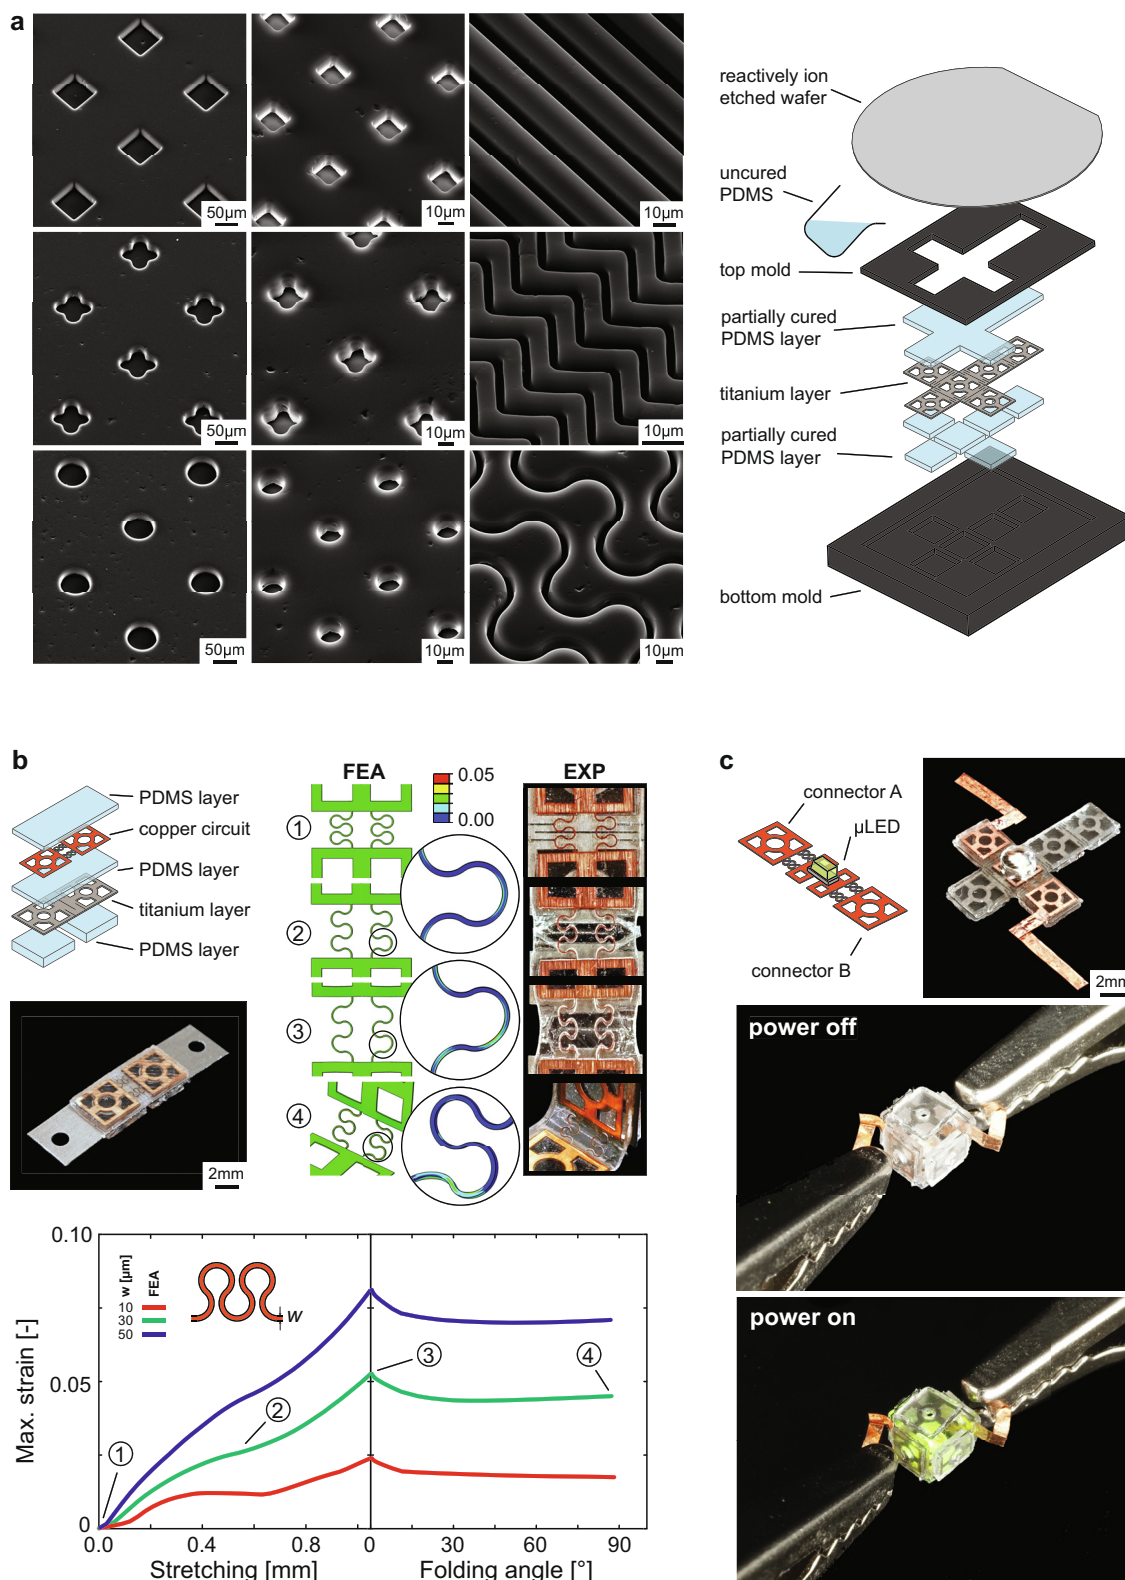 a
50µm
10µm
10µm
50µm
10µm
10µm
50µm
10µm
10µm
reactively ion
etched wafer
uncured
PDMS
top mold
partially cured
PDMS layer
titanium layer
partially cured
PDMS layer
bottom mold
b
PDMS layer
copper circuit
PDMS layer
titanium layer
PDMS layer
2mm
FEA
0.05
0.00
EXP
1
2
3
4
0.10
0.05
0
Max. strain [-]
w [µm]
FEA
10
30
50
w
1
2
3
4
0.0
0.4
0.8
0
30
60
90
Stretching [mm]
Folding angle [°]
c
connector A
µLED
connector B
2mm
power off
power on